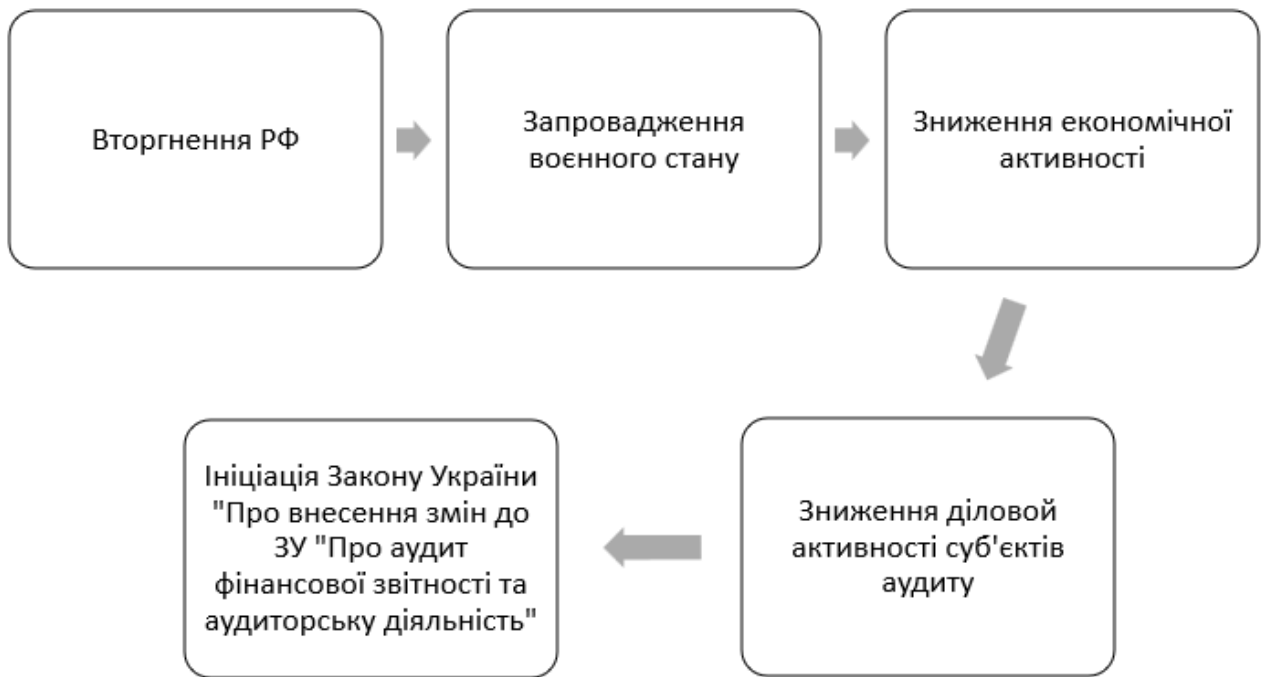 Вторгнення РФ
Запровадження
воєнного стану
Зниження економічної
активності
Зниження ділової
активності суб'єктів
аудиту
Ініціація Закону України
"Про внесення змін до
ЗУ "Про аудит
фінансової звітності та
аудиторську діяльність"